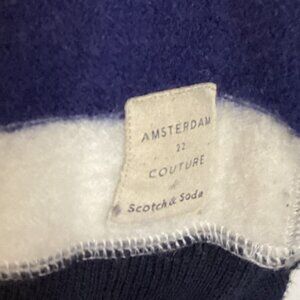 AMSTERDAM
22
COUTURE
Scotch & Soda